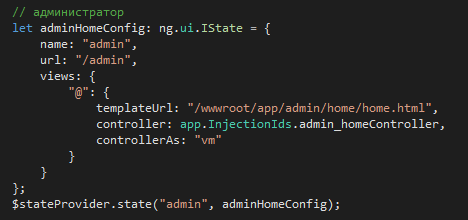 // администратор
let adminHomeConfig: ng.ui.IState = {
    name: "admin",
    url: "/admin",
    views: {
        "@": {
            templateUrl: "/wwwroot/app/admin/home/home.html",
            controller: app.InjectionIds.admin_homeController,
            controllerAs: "vm"
        }
    }
};
$stateProvider.state("admin", adminHomeConfig);